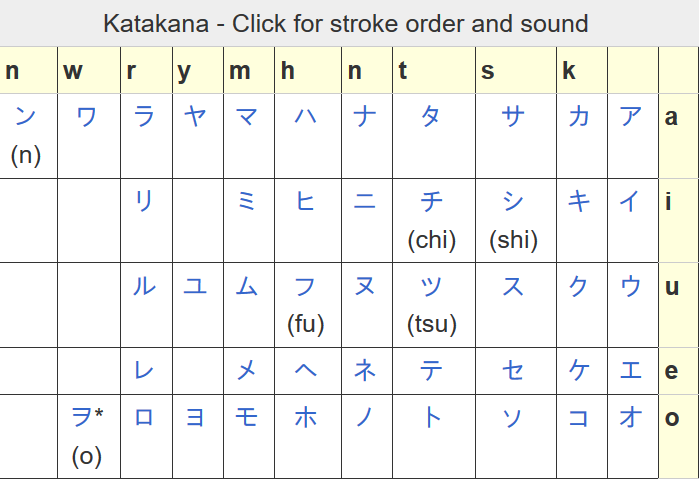 Katakana - Click for stroke order and sound
n w r y m h n t s k
ン ワ ラ ヤ マ ハ ナ タ サ カ ア a
(n)
リ ミ ヒ ニ チ シ キ イ i
(chi) (shi)
ル ユ ム フ ヌ ツ ス ク ウ u
(fu) (tsu)
レ メ ヘ ネ テ セ ケ エ e
ヲ* ロ ヨ モ ホ ノ ト ソ コ オ o
(o)